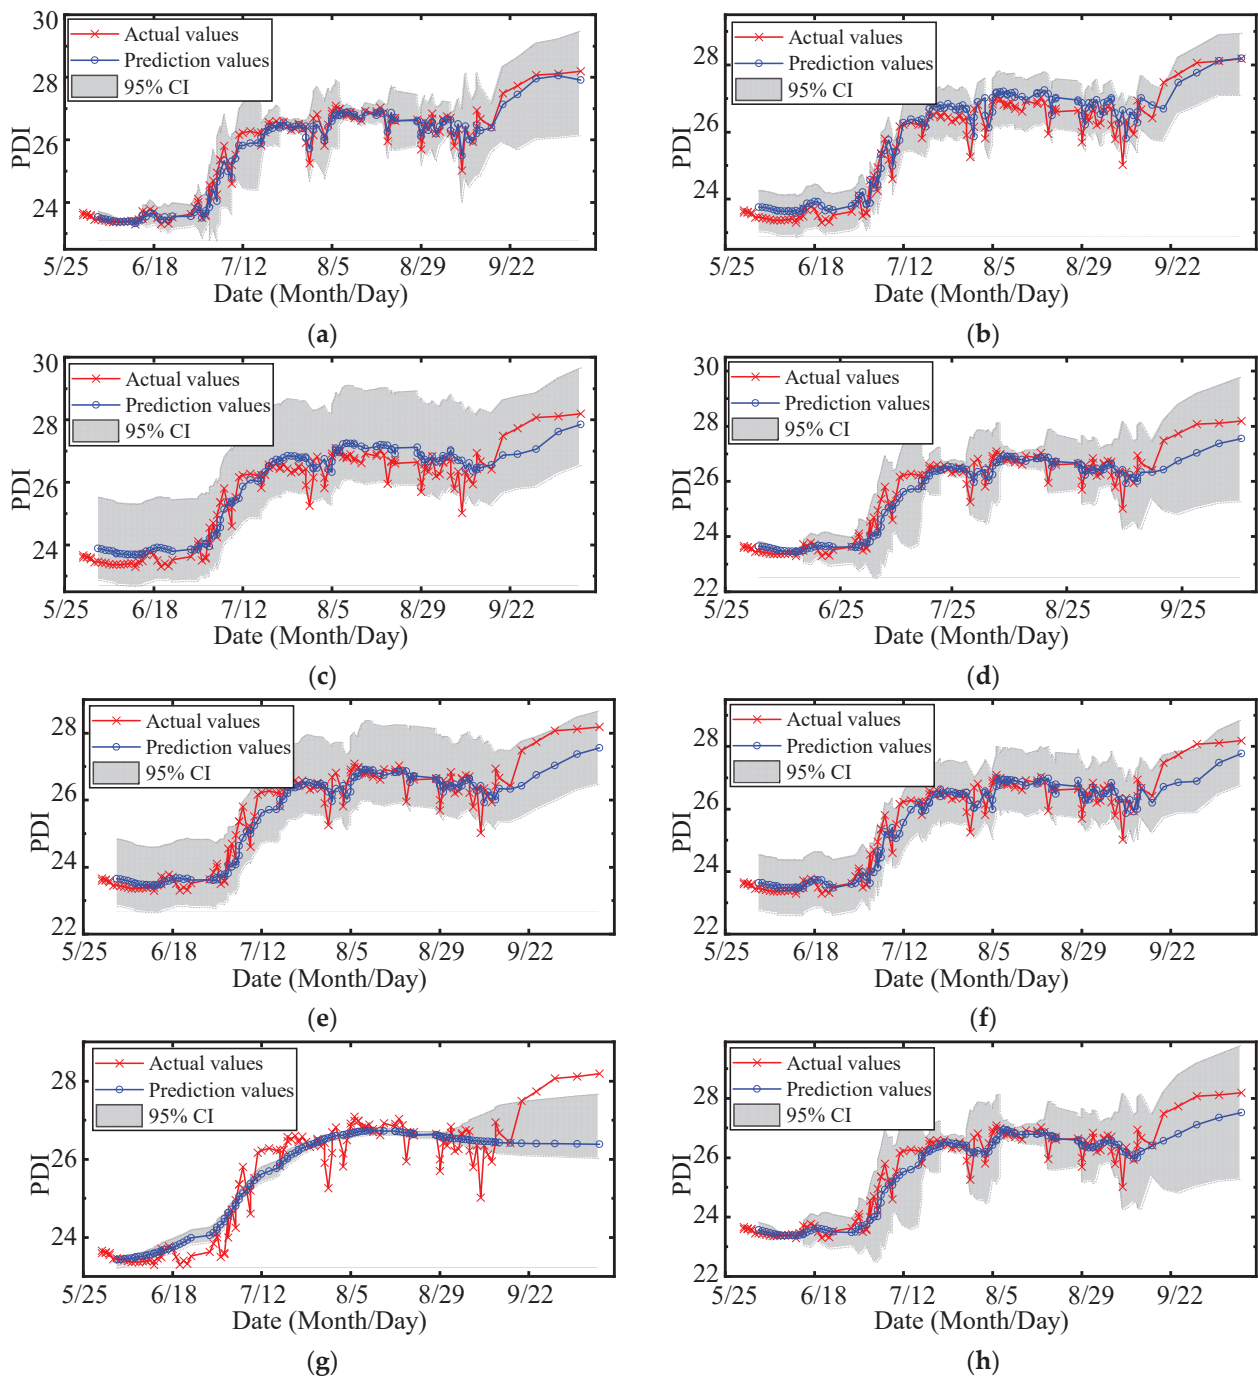 30
28
26
24
PDI
Actual values
Prediction values
95% CI
5/25 6/18 7/12 8/5 8/29 9/22
Date (Month/Day)
(a)
30
28
26
24
PDI
Actual values
Prediction values
95% CI
5/25 6/18 7/12 8/5 8/29 9/22
Date (Month/Day)
(b)
30
28
26
24
PDI
Actual values
Prediction values
95% CI
5/25 6/18 7/12 8/5 8/29 9/22
Date (Month/Day)
(c)
30
28
26
24
22
PDI
Actual values
Prediction values
95% CI
5/25 6/25 7/25 8/25 9/25
Date (Month/Day)
(d)
28
26
24
22
PDI
Actual values
Prediction values
95% CI
5/25 6/18 7/12 8/5 8/29 9/22
Date (Month/Day)
(e)
28
26
24
22
PDI
Actual values
Prediction values
95% CI
5/25 6/18 7/12 8/5 8/29 9/22
Date (Month/Day)
(f)
28
26
24
PDI
Actual values
Prediction values
95% CI
5/25 6/18 7/12 8/5 8/29 9/22
Date (Month/Day)
(g)
28
26
24
22
PDI
Actual values
Prediction values
95% CI
5/25 6/18 7/12 8/5 8/29 9/22
Date (Month/Day)
(h)